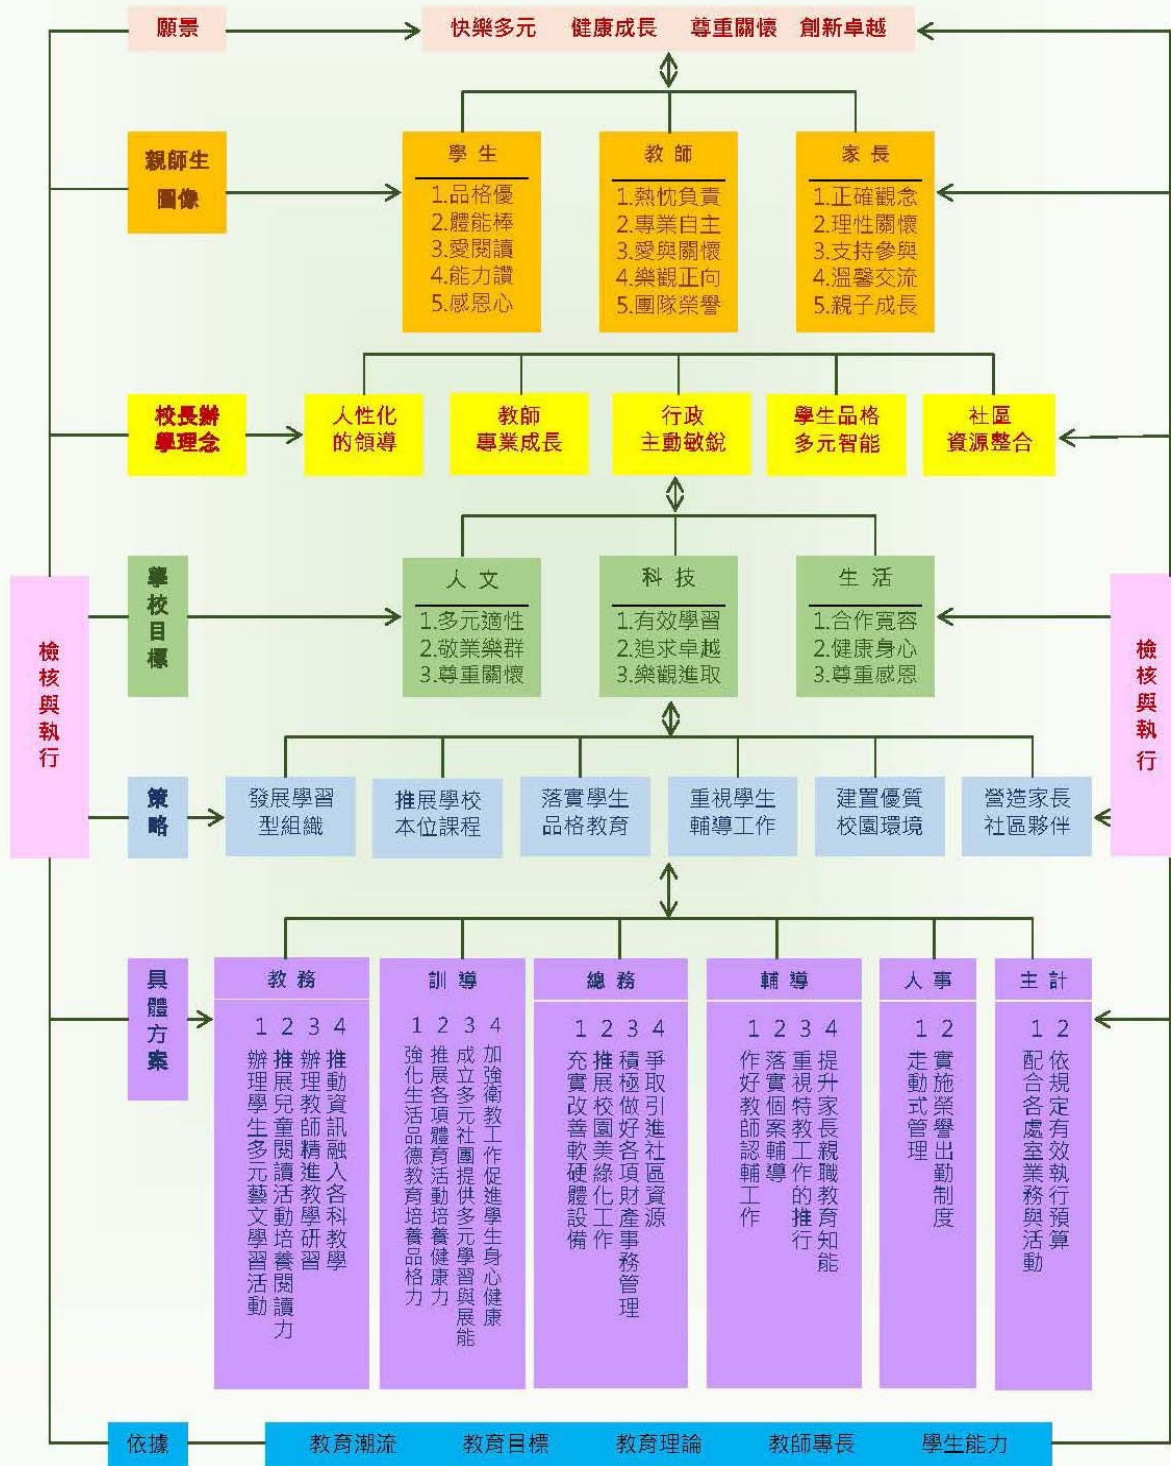 願景
快樂多元 健康成長 尊重關懷 創新卓越
親師生
圖像
學生
1.品格優
2.體能棒
3.愛閱讀
4.能力讚
5.感恩心
教師
1.熱忱負責
2.專業自主
3.愛與關懷
4.樂觀正向
5.團隊榮譽
家長
1.正確觀念
2.理性關懷
3.支持參與
4.溫馨交流
5.親子成長
校長辦
學理念
人性化
的領導
教師
專業成長
行政
主動敏銳
學生品格
多元智能
社區
資源整合
檢核與執行
學校目標
人文
1.多元適性
2.敬業樂群
3.尊重關懷
科技
1.有效學習
2.追求卓越
3.樂觀進取
生活
1.合作寬容
2.健康身心
3.尊重感恩
檢核與執行
策略
發展學習
型組織
推展學校
本位課程
落實學生
品格教育
重視學生
輔導工作
建置優質
校園環境
營造家長
社區夥伴
具體方案
教務
1辦理學生多元藝文學習活動
2推展兒童閱讀活動培養閱讀力
3辦理教師精進教學研習
4推動資訊融入各科教學
訓導
1強化生活品德教育培養品格力
2推展各項體育活動培養健康力
3成立多元社團提供多元學習與展能
4加強衛教工作促進學生身心健康
總務
1充實改善軟硬體設備
2推展校園美綠化工作
3積極做好各項財產事務管理
4爭取引進社區資源
輔導
1作好教師認輔工作
2落實個案輔導
3重視特教工作的推行
4提升家長親職教育知能
人事
1走動式管理
2實施榮譽出勤制度
主計
1配合各處室業務與活動
2依規定有效執行預算
依據
教育潮流 教育目標 教育理論 教師專長 學生能力